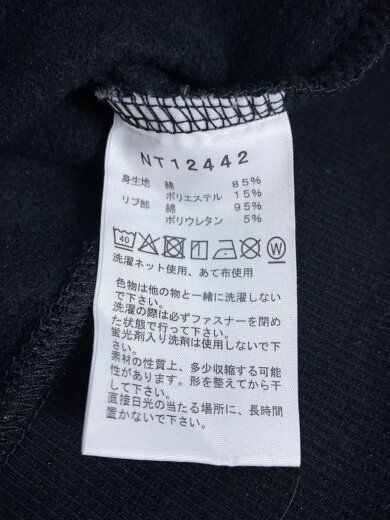 NT12442
身生地 綿 85%
ポリエステル 15%
リブ部 綿 95%
ポリウレタン 5%
40 W
洗濯ネット使用、あて布使用
色物は他の物と一緒に洗濯しない
で下さい。
洗濯の際は必ずファスナーを閉め
た状態で行って下さい。
蛍光剤入り洗剤は使用しないで下
さい。
素材の性質上、多少収縮する可能
性があります。形を整えてから干
して下さい。
直接日光の当たる場所に、長時間
置かないで下さい。